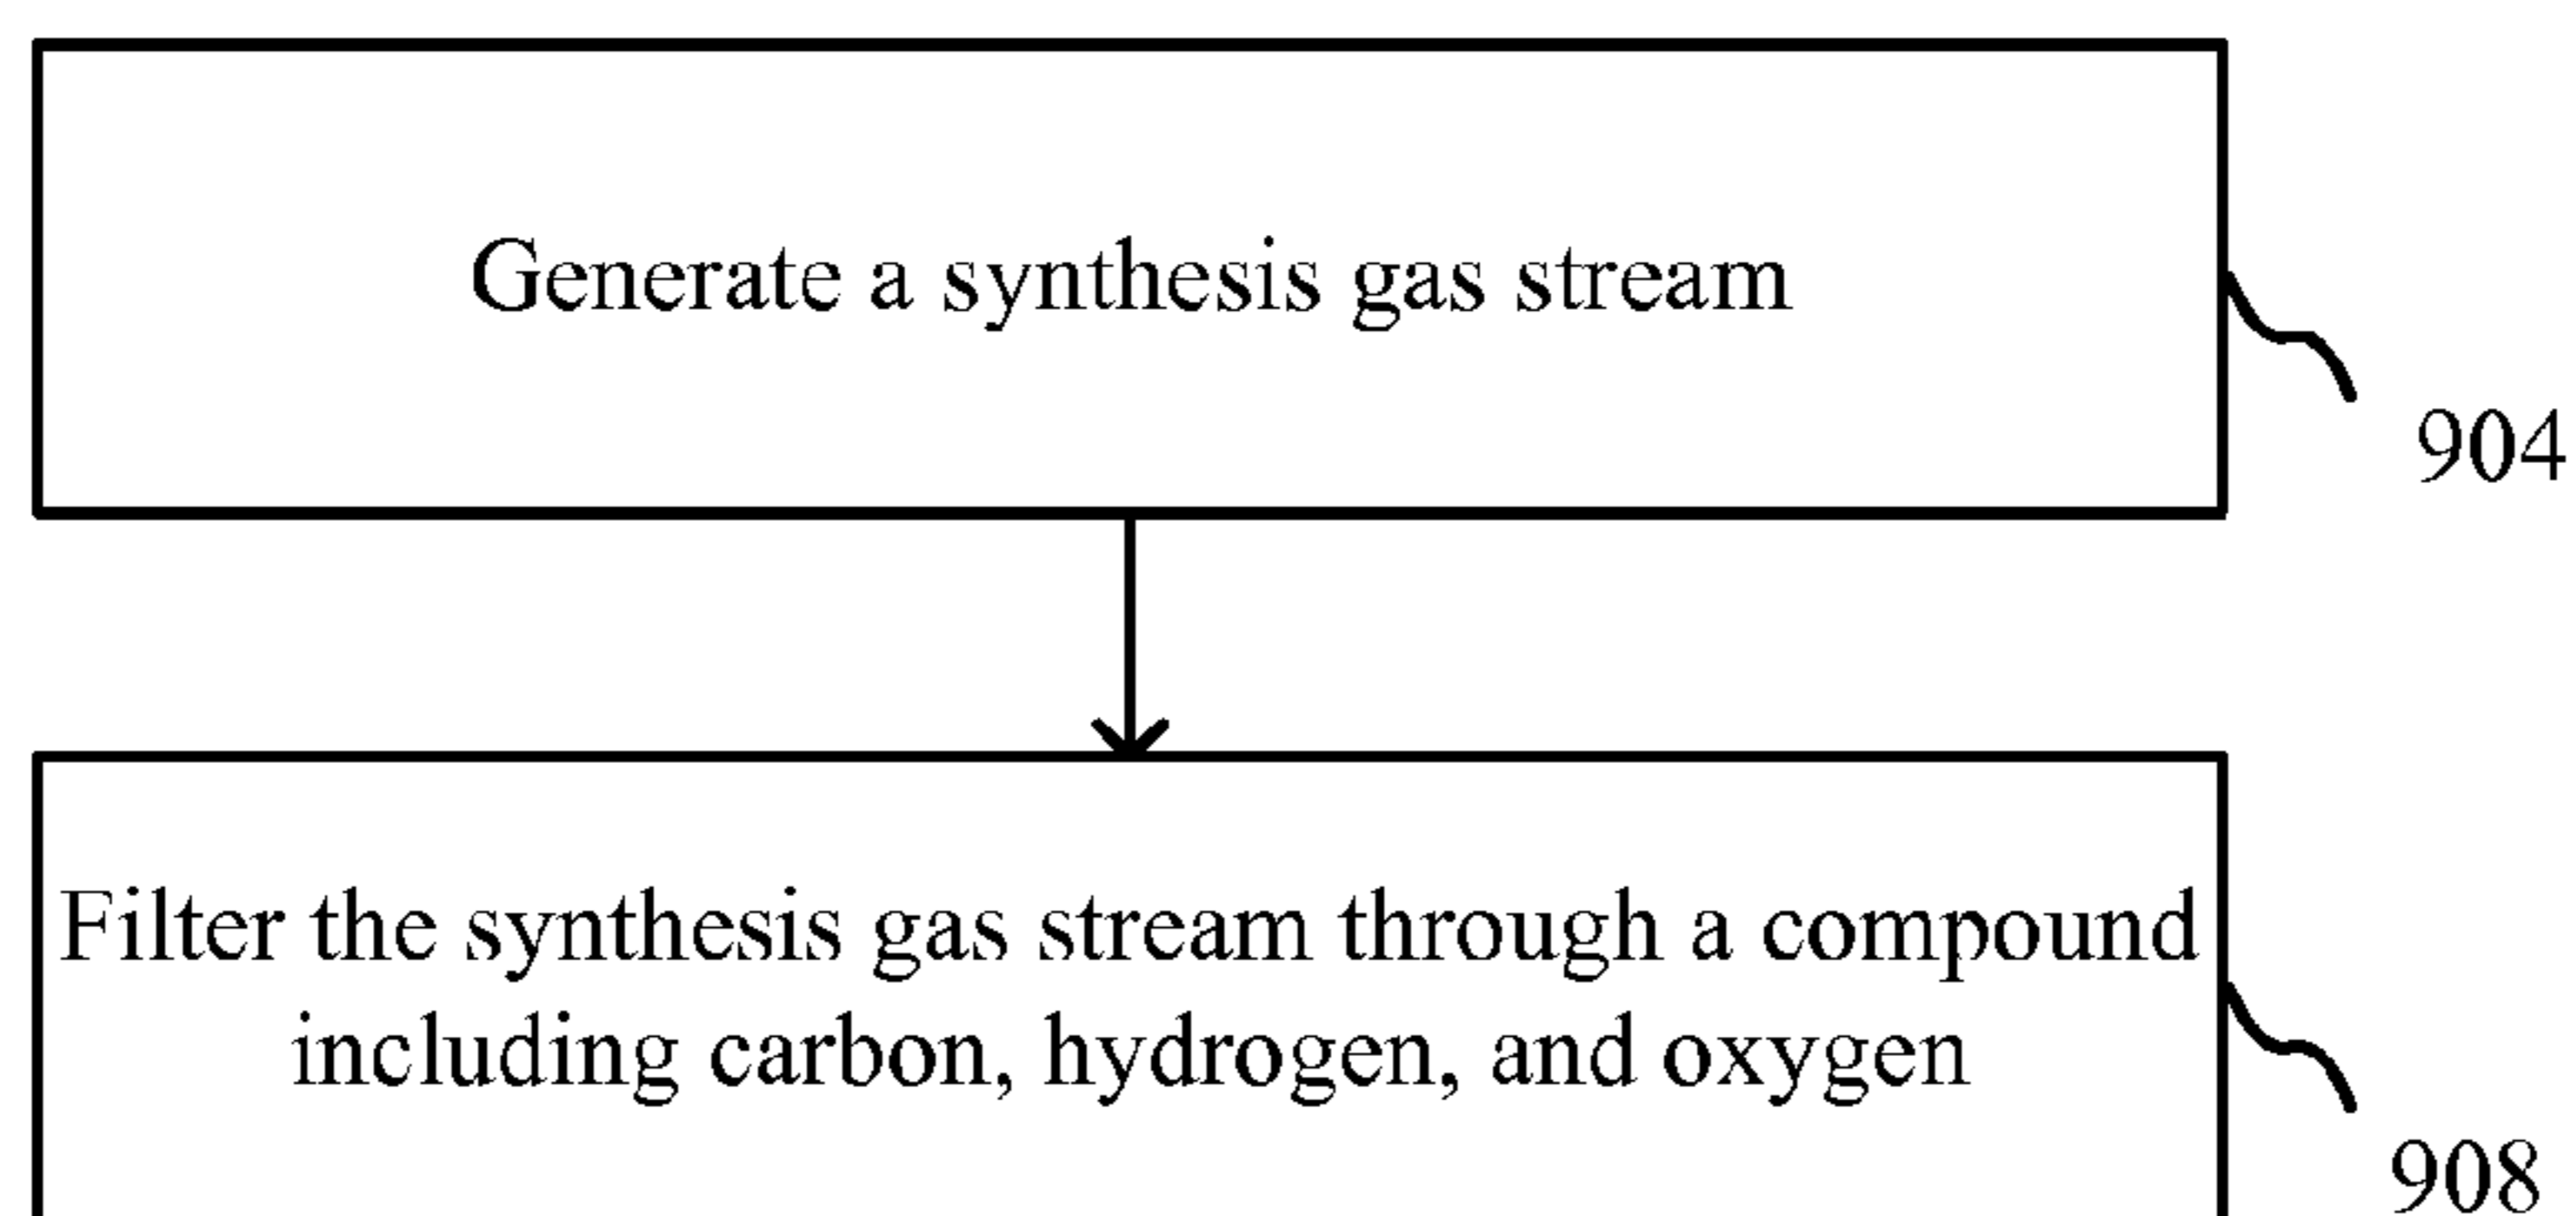 Generate a synthesis gas stream
904
Filter the synthesis gas stream through a compound
including carbon, hydrogen, and oxygen
908